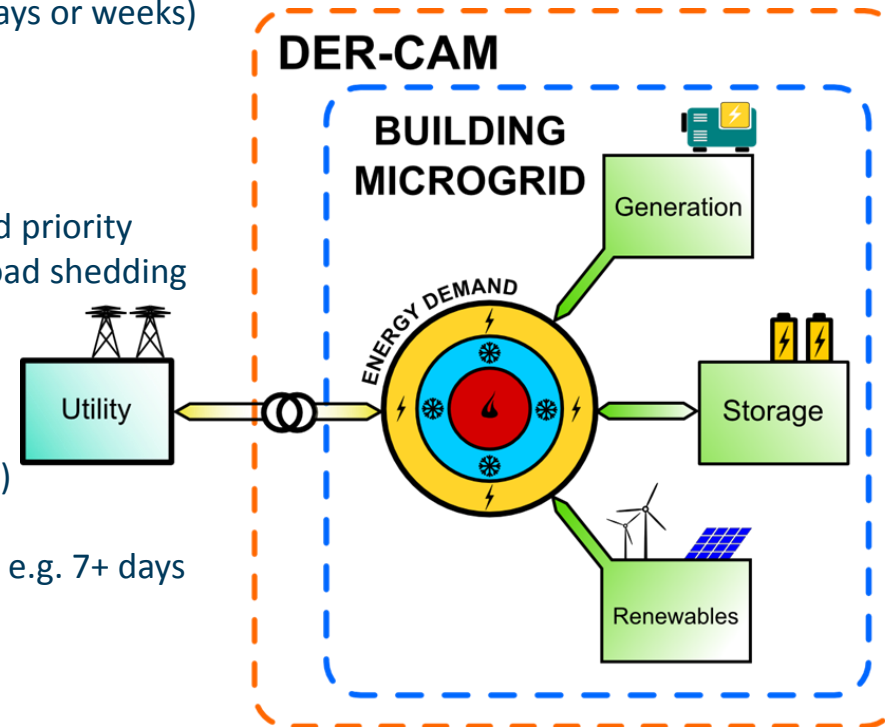 ays or weeks)
d priority
oad shedding
)
e.g. 7+ days
DER-CAM
BUILDING
MICROGRID
Generation
ENERGY DEMAND
Utility
Storage
Renewables